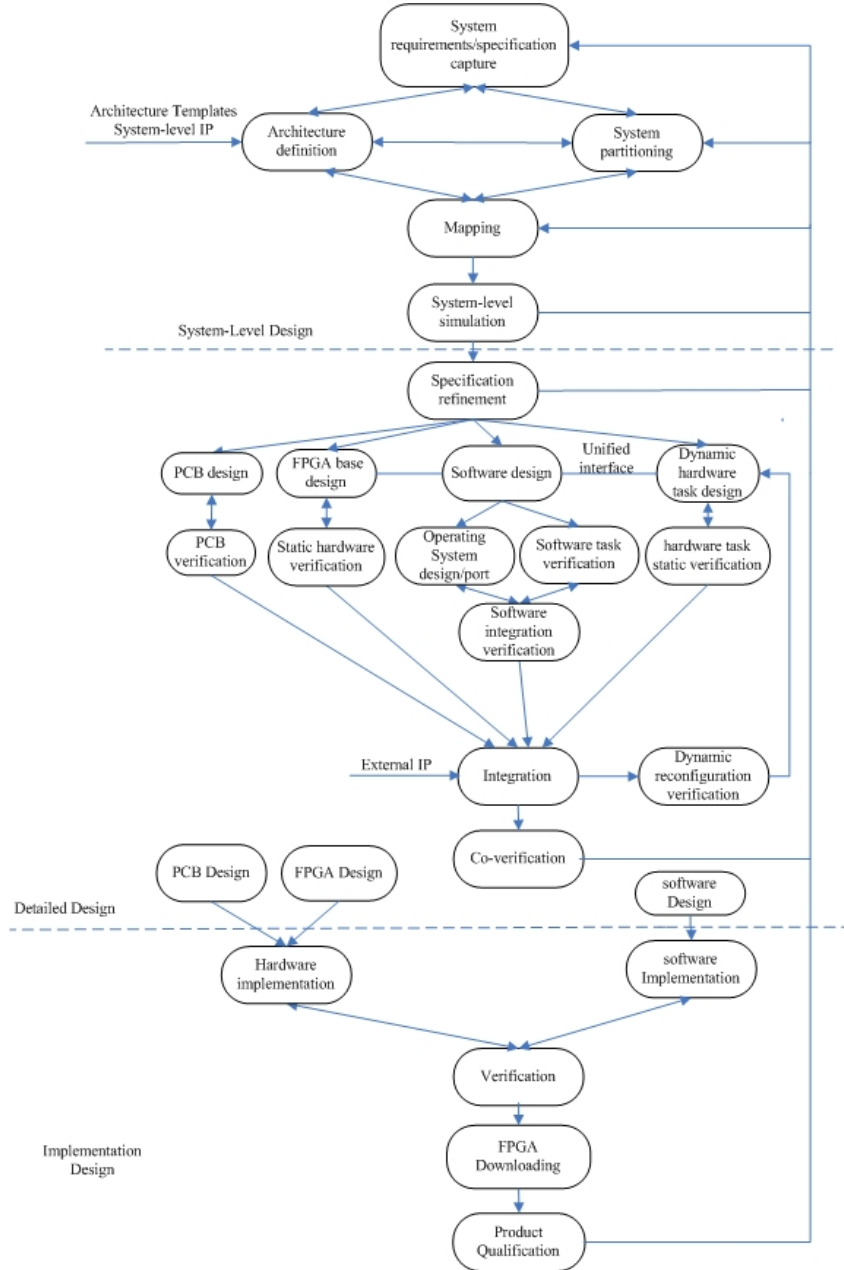 System
requirements/specification
capture
Architecture Templates
System-level IP
Architecture
definition
System
partitioning
Mapping
System-level
simulation
System-Level Design
Specification
refinement
PCB design
FPGA base
design
Software design
Unified
interface
Dynamic
hardware
task design
PCB
verification
Static hardware
verification
Operating
System
design/port
Software task
verification
hardware task
static verification
Software
integration
verification
External IP
Integration
Dynamic
reconfiguration
verification
Co-verification
PCB Design
FPGA Design
software
Design
Detailed Design
Hardware
implementation
software
Implementation
Verification
Implementation
Design
FPGA
Downloading
Product
Qualification